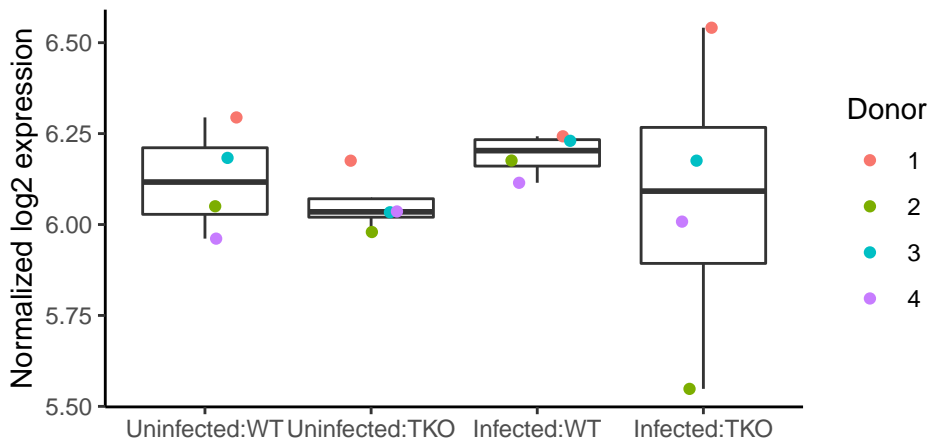 Normalized log2 expression
6.50
6.25
6.00
5.75
5.50
Uninfected:WT
Uninfected:TKO
Infected:WT
Infected:TKO
Donor
1
2
3
4